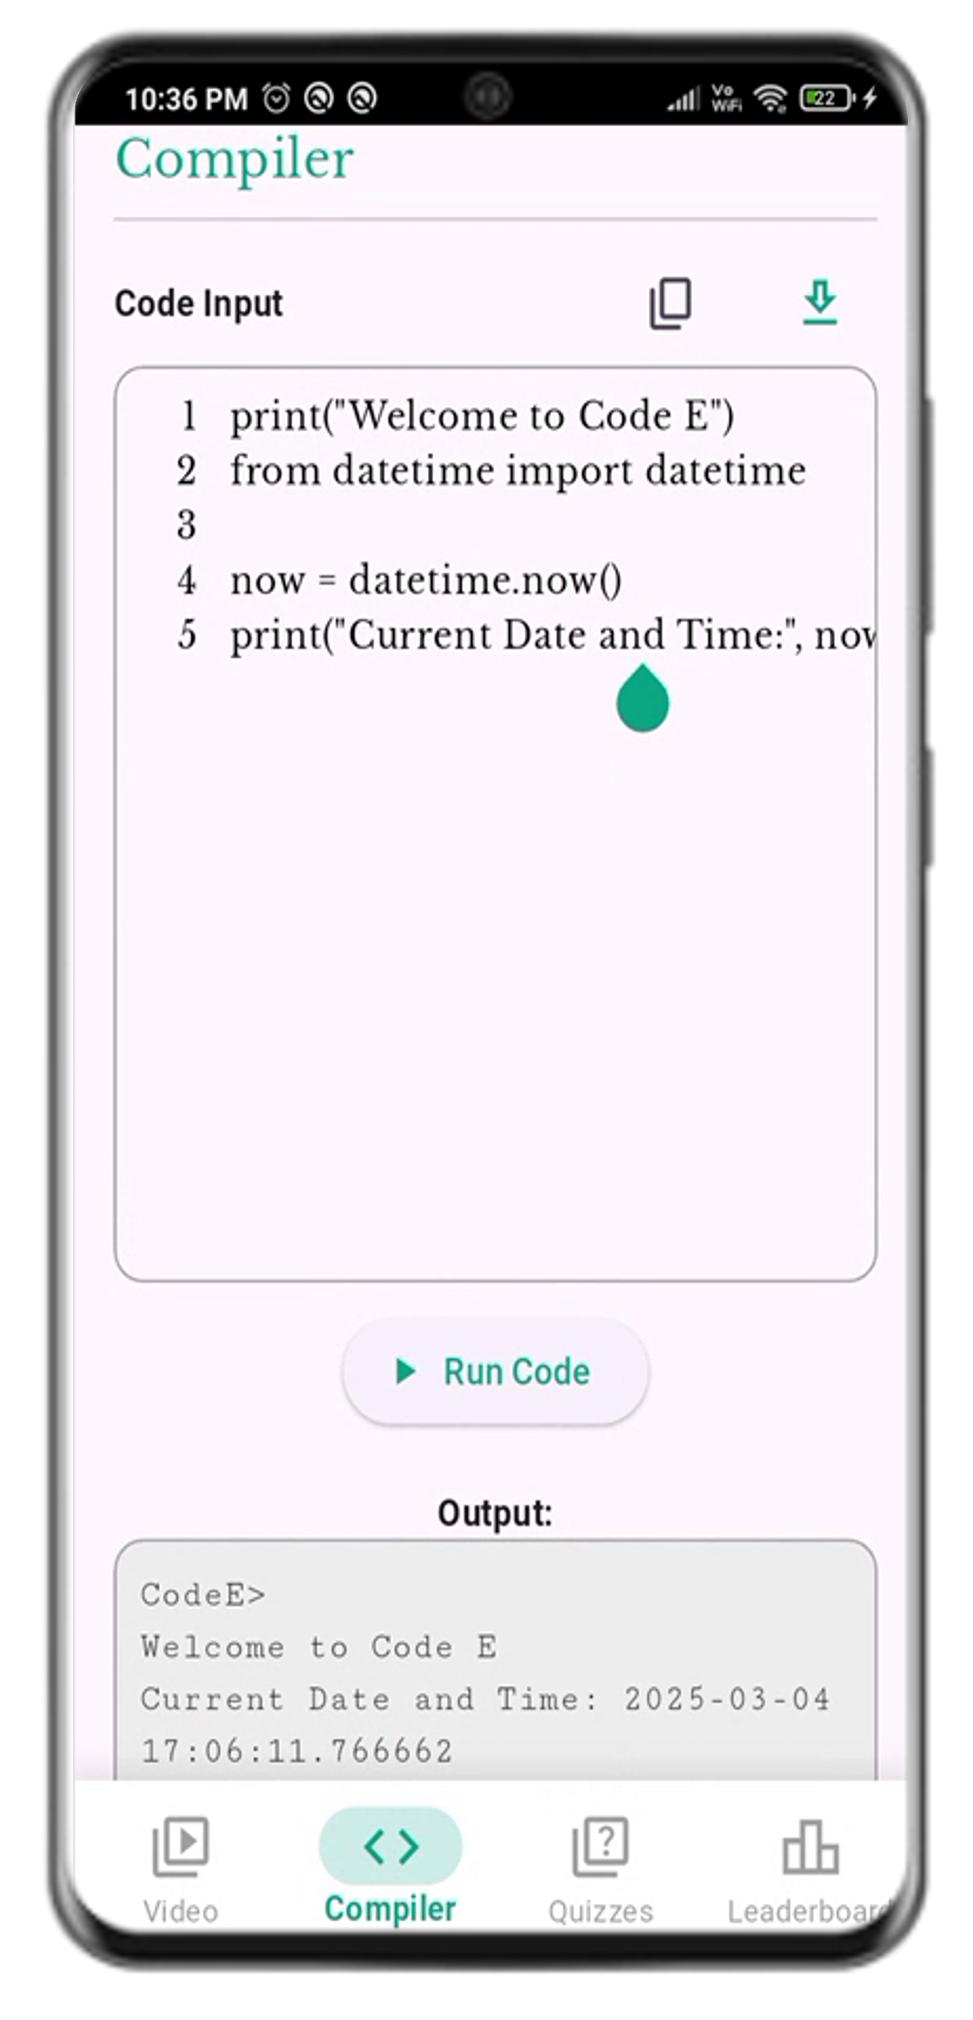 10:36 PM Vo WiFi 22
Compiler
Code Input
1 print("Welcome to Code E")
2 from datetime import datetime
3
4 now = datetime.now()
5 print("Current Date and Time:", now
Run Code
Output:
CodeE>
Welcome to Code E
Current Date and Time: 2025-03-04
17:06:11.766662
Video Compiler Quizzes Leaderboar